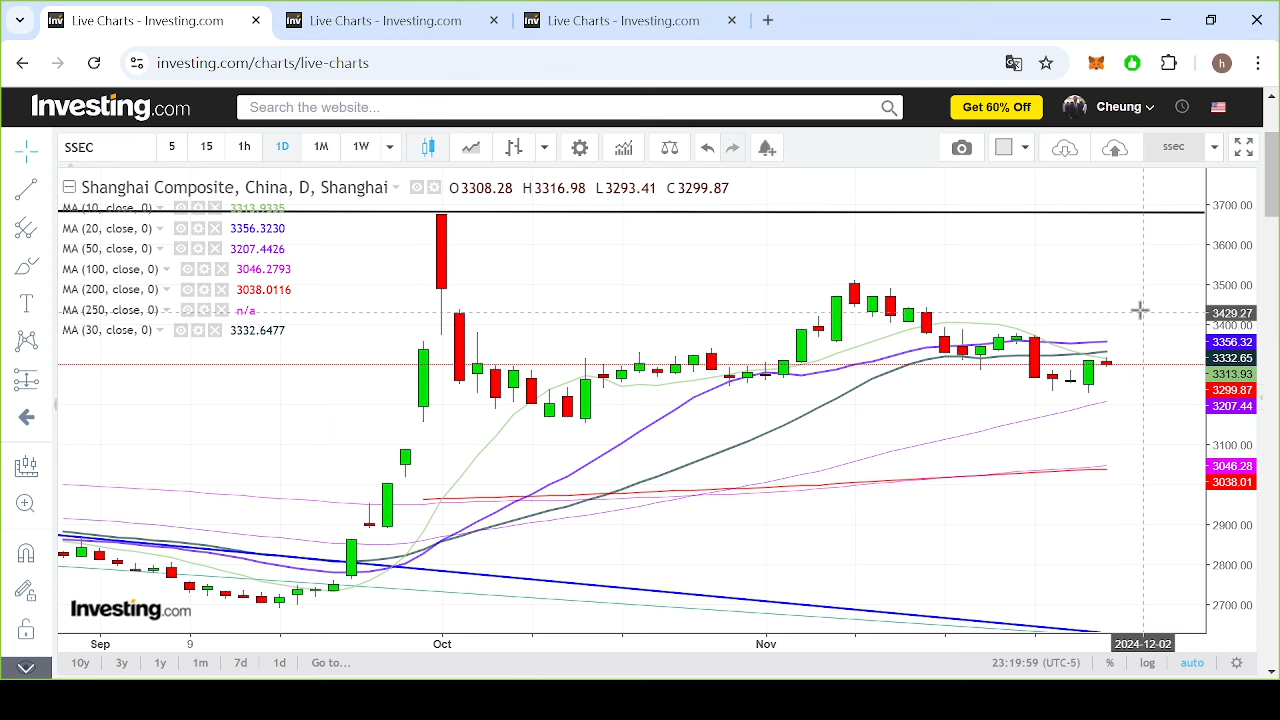 Live Charts - Investing.com
Live Charts - Investing.com
Live Charts - Investing.com
investing.com/charts/live-charts
h
Investing.com
Search the website...
Get 60% Off
Cheung
SSEC
5
15
1h
1D
1M
1W
ssec
Shanghai Composite, China, D, Shanghai
O3308.28 H3316.98 L3293.41 C3299.87
MA (10, close, 0) 3313.9335
MA (20, close, 0) 3356.3230
MA (50, close, 0) 3207.4426
MA (100, close, 0) 3046.2793
MA (200, close, 0) 3038.0116
MA (250, close, 0) n/a
MA (30, close, 0) 3332.6477
3700.00
3600.00
3500.00
3429.27
3400.00
3356.32
3332.65
3313.93
3299.87
3207.44
3100.00
3046.28
3038.01
2900.00
2800.00
2700.00
Investing.com
Sep
9
Oct
Nov
2024-12-02
10y
3y
1y
1m
7d
1d
Go to...
23:19:59 (UTC-5)
%
log
auto